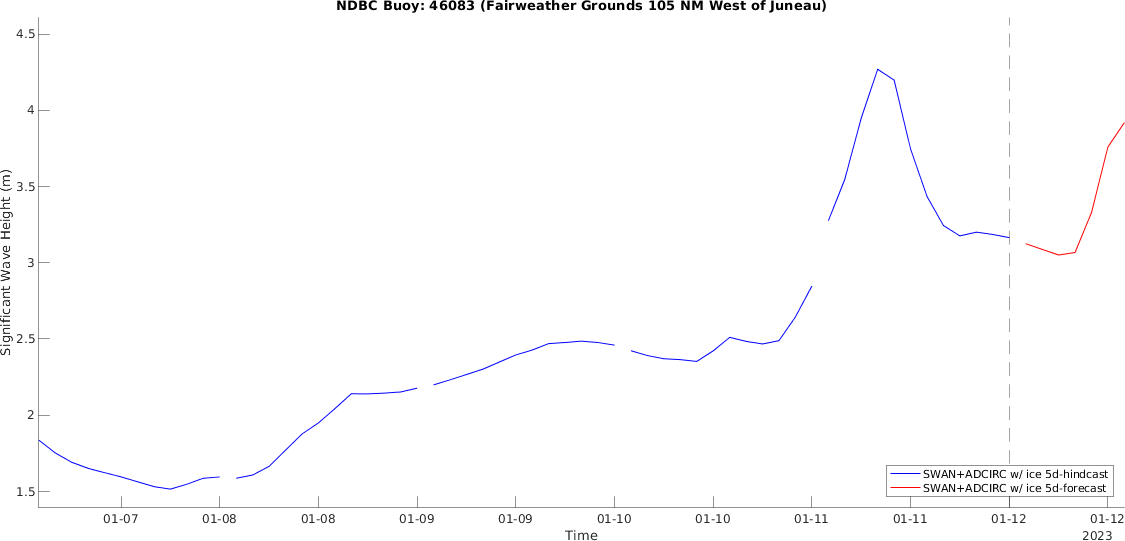 NDBC Buoy: 46083 (Fairweather Grounds 105 NM West of Juneau)
4.5
4
3.5
3
2.5
2
1.5
Significant Wave Height (m)
SWAN+ADCIRC w/ ice 5d-hindcast
SWAN+ADCIRC w/ ice 5d-forecast
01-07 01-08 01-08 01-09 01-09 01-10 01-10 01-11 01-11 01-12 01-12
Time
2023